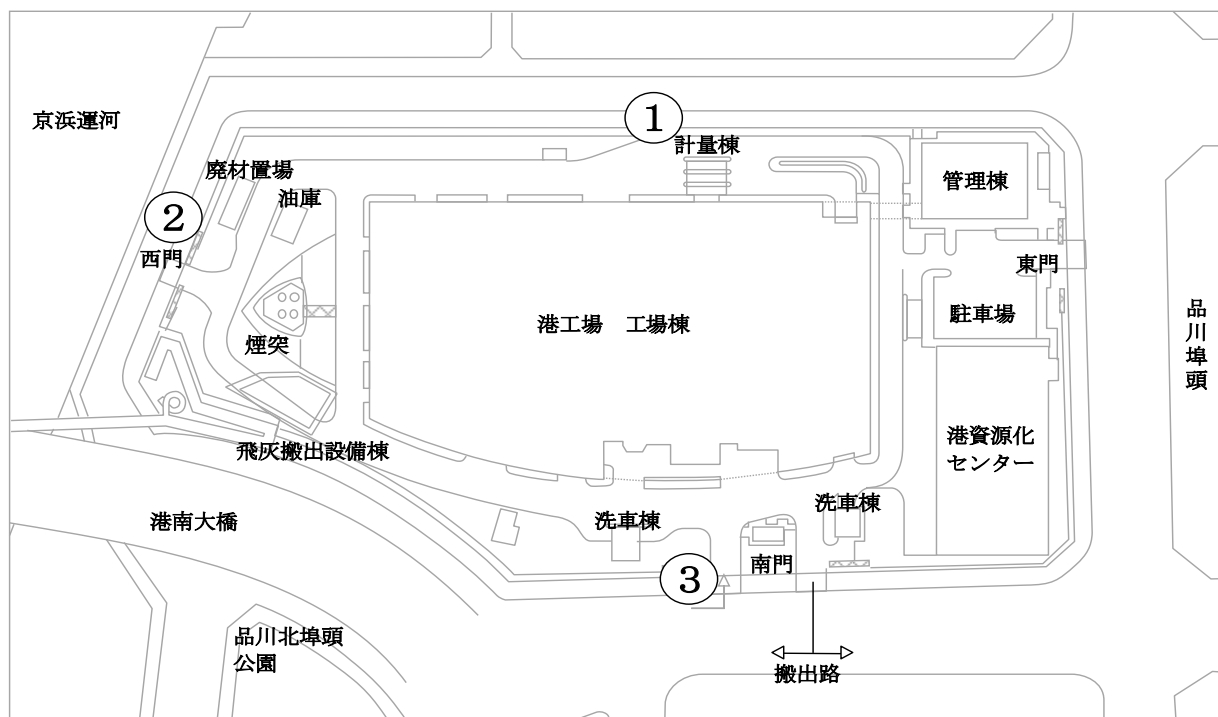 ①
京浜運河
計量棟
廃材置場
管理棟
油庫
②
西門
東門
品川埠頭
港工場 工場棟
駐車場
煙突
港資源化
センター
飛灰搬出設備棟
洗車棟
港南大橋
洗車棟
南門
③
品川北埠頭
公園
搬出路